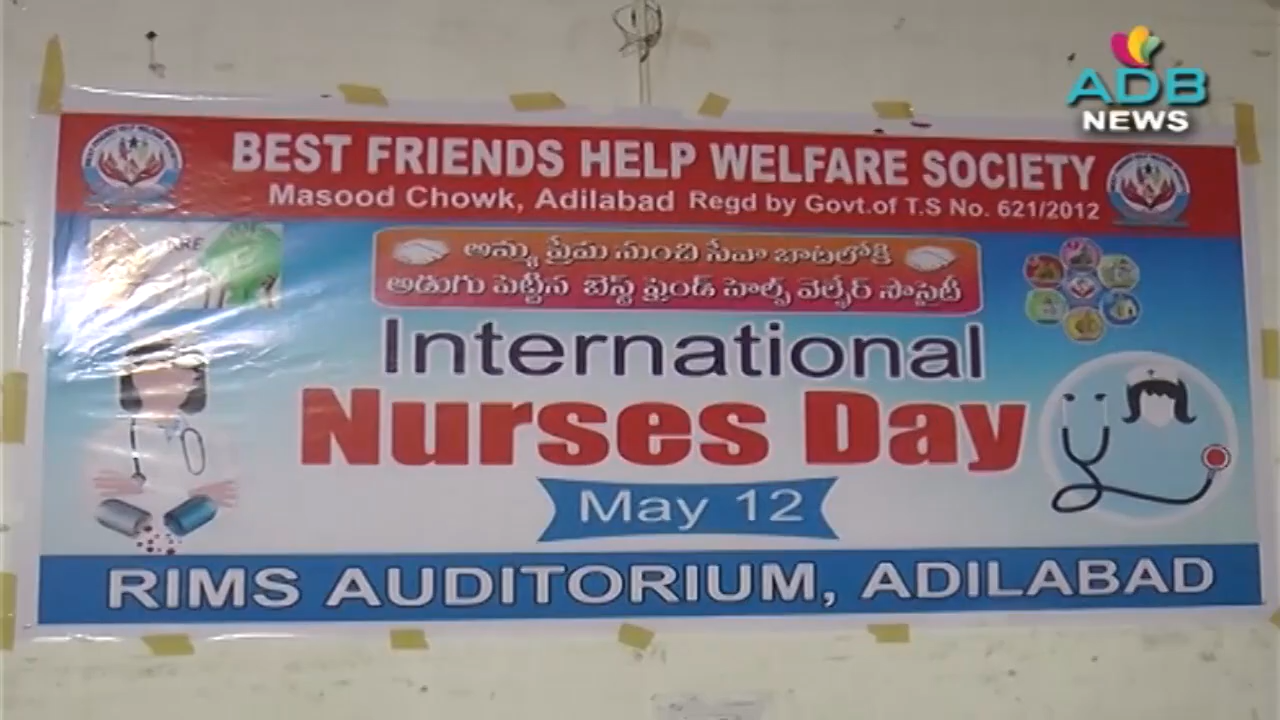 ADB
NEWS
BEST FRIENDS HELP WELFARE SOCIETY
Masood Chowk, Adilabad Regd by Govt.of T.S No. 621/2012
అమ్మ ప్రేమ నుంచి సేవా బాటలోకి
అడుగు పెట్టిన బెస్ట్ ఫ్రెండ్ హెల్ప్ వెల్ఫేర్ సొసైటీ
International
Nurses Day
May 12
RIMS AUDITORIUM, ADILABAD